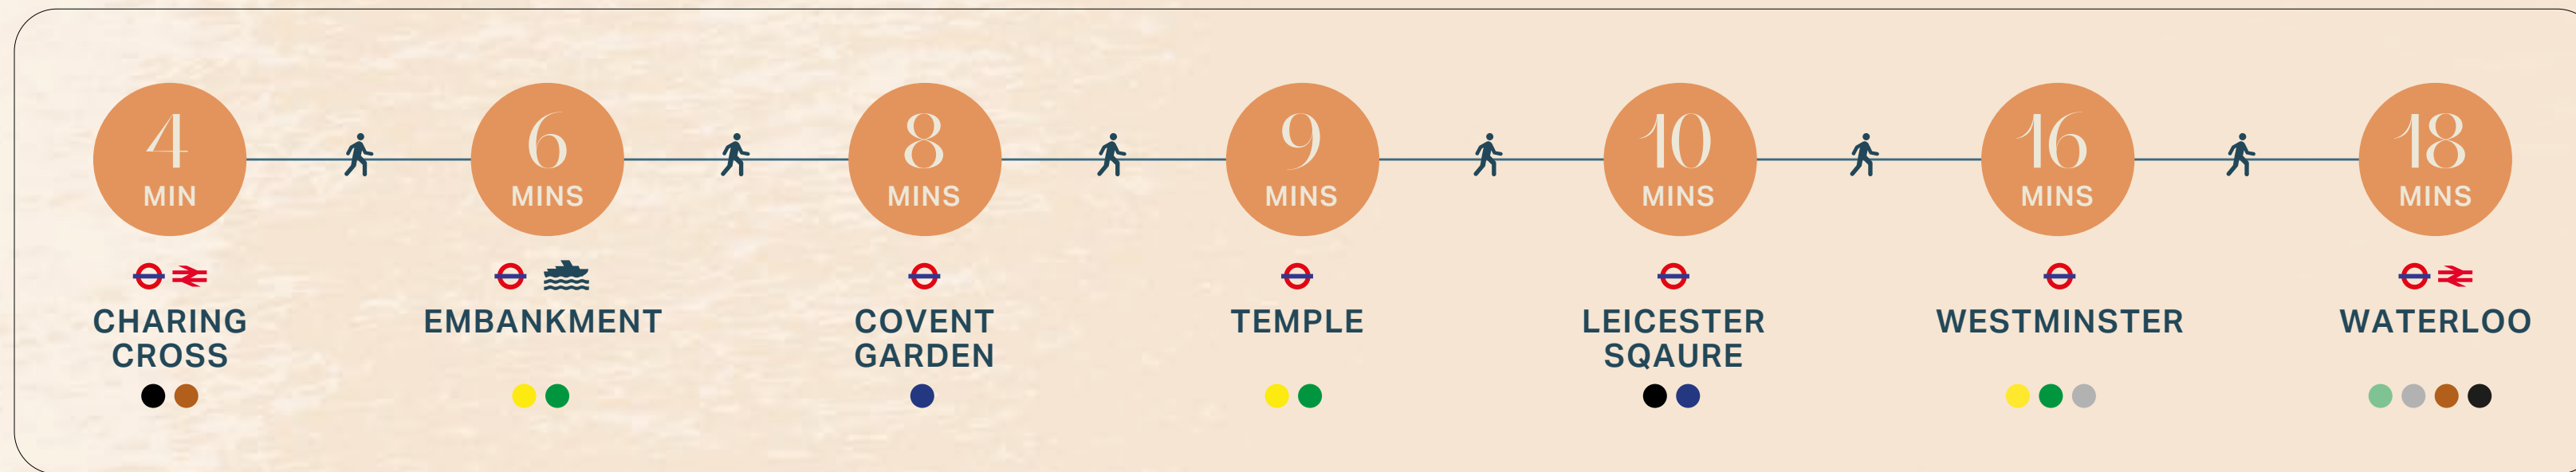 4
MIN
6
MINS
8
MINS
9
MINS
10
MINS
16
MINS
18
MINS
CHARING
CROSS
EMBANKMENT
COVENT
GARDEN
TEMPLE
LEICESTER
SQAURE
WESTMINSTER
WATERLOO